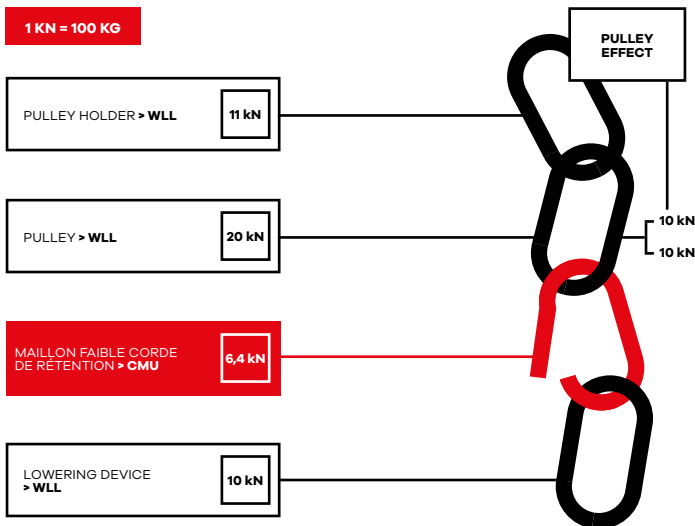 1 KN = 100 KG
PULLEY
EFFECT
PULLEY HOLDER > WLL
11 kN
PULLEY > WLL
20 kN
10 kN
10 kN
MAILLON FAIBLE CORDE
DE RÉTENTION > CMU
6,4 kN
LOWERING DEVICE
> WLL
10 kN